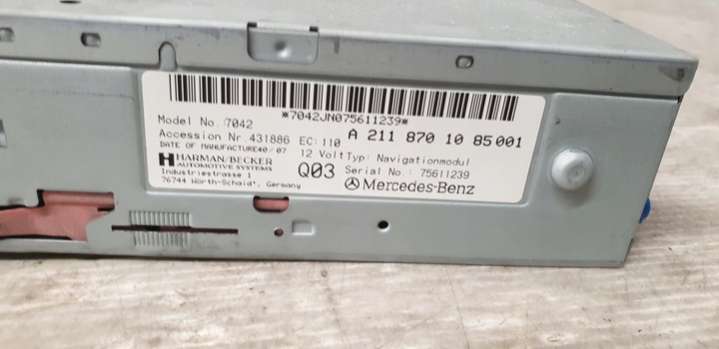 *7042JN075611239*
Model No. 7042
Accession Nr. 431886 EC: 110 A 211 870 10 85 001
DATE OF MANUFACTURE 40/07
12 Volt Typ: Navigationmodul
HARMAN/BECKER
AUTOMOTIVE SYSTEMS
Q03 Serial No.: 75611239
Industriestrasse 1
76744 Wörth-Schaidt, Germany
Mercedes-Benz